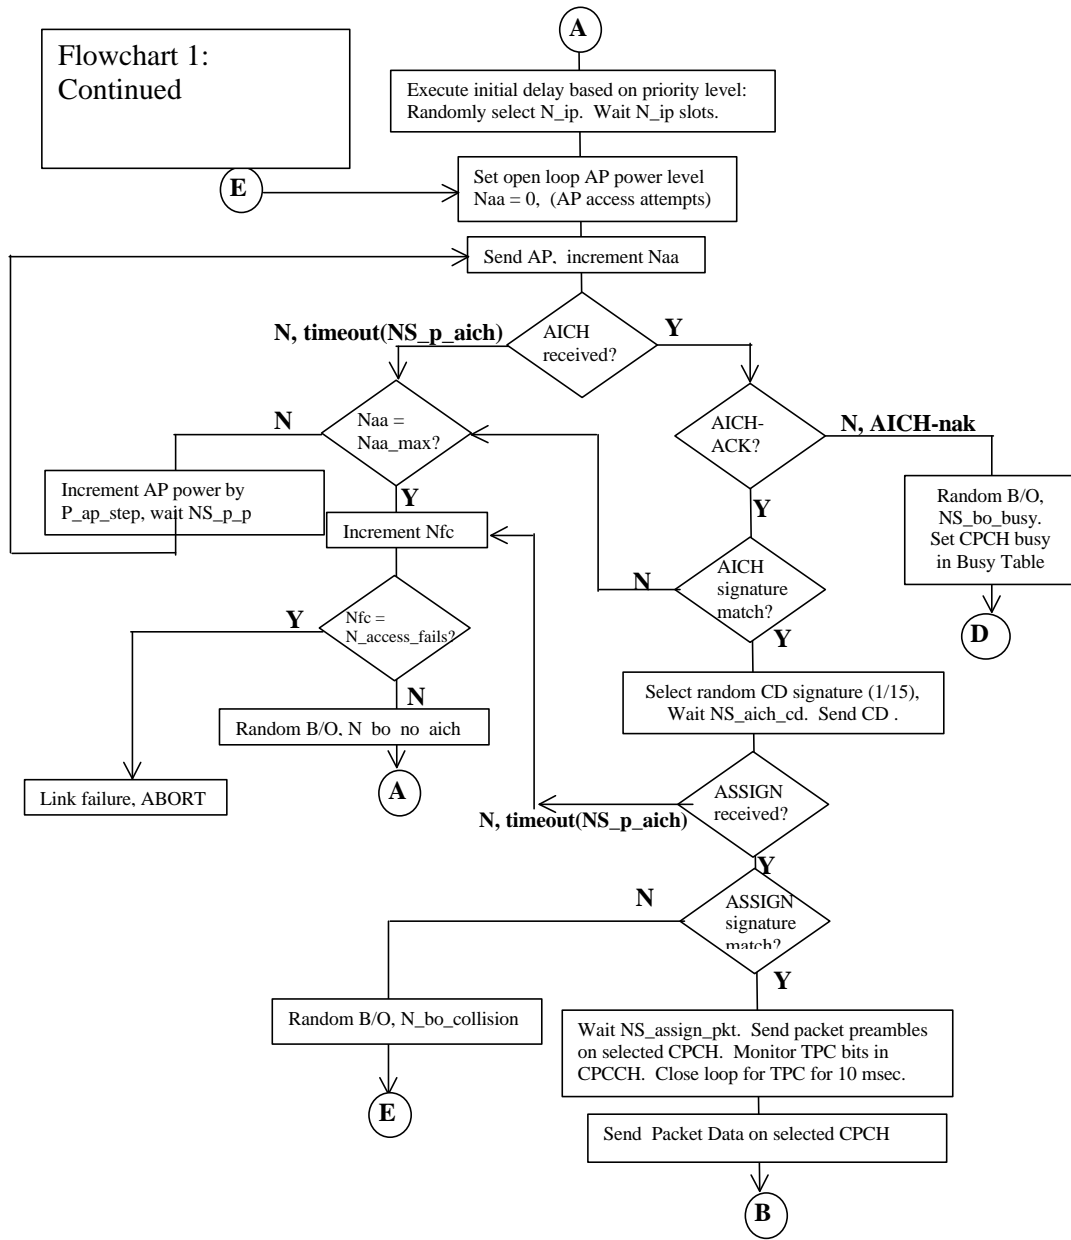 A
Flowchart 1:
Continued
Execute initial delay based on priority level:
Randomly select N_ip. Wait N_ip slots.
E
Set open loop AP power level
Naa = 0, (AP access attempts)
Send AP, increment Naa
N, timeout(NS_p_aich)
AICH
received?
Y
N
Naa =
Naa_max?
AICH-
ACK?
N, AICH-nak
Increment AP power by
P_ap_step, wait NS_p_p
Y
Y
Random B/O,
NS_bo_busy.
Set CPCH busy
in Busy Table
Increment Nfc
N
AICH
signature
match?
Y
Nfc =
N_access_fails?
Y
D
N
Select random CD signature (1/15),
Wait NS_aich_cd. Send CD .
Random B/O, N_bo_no_aich
A
Link failure, ABORT
ASSIGN
received?
N, timeout(NS_p_aich)
Y
N
ASSIGN
signature
match?
Y
Random B/O, N_bo_collision
Wait NS_assign_pkt. Send packet preambles
on selected CPCH. Monitor TPC bits in
CPCCH. Close loop for TPC for 10 msec.
E
Send Packet Data on selected CPCH
B